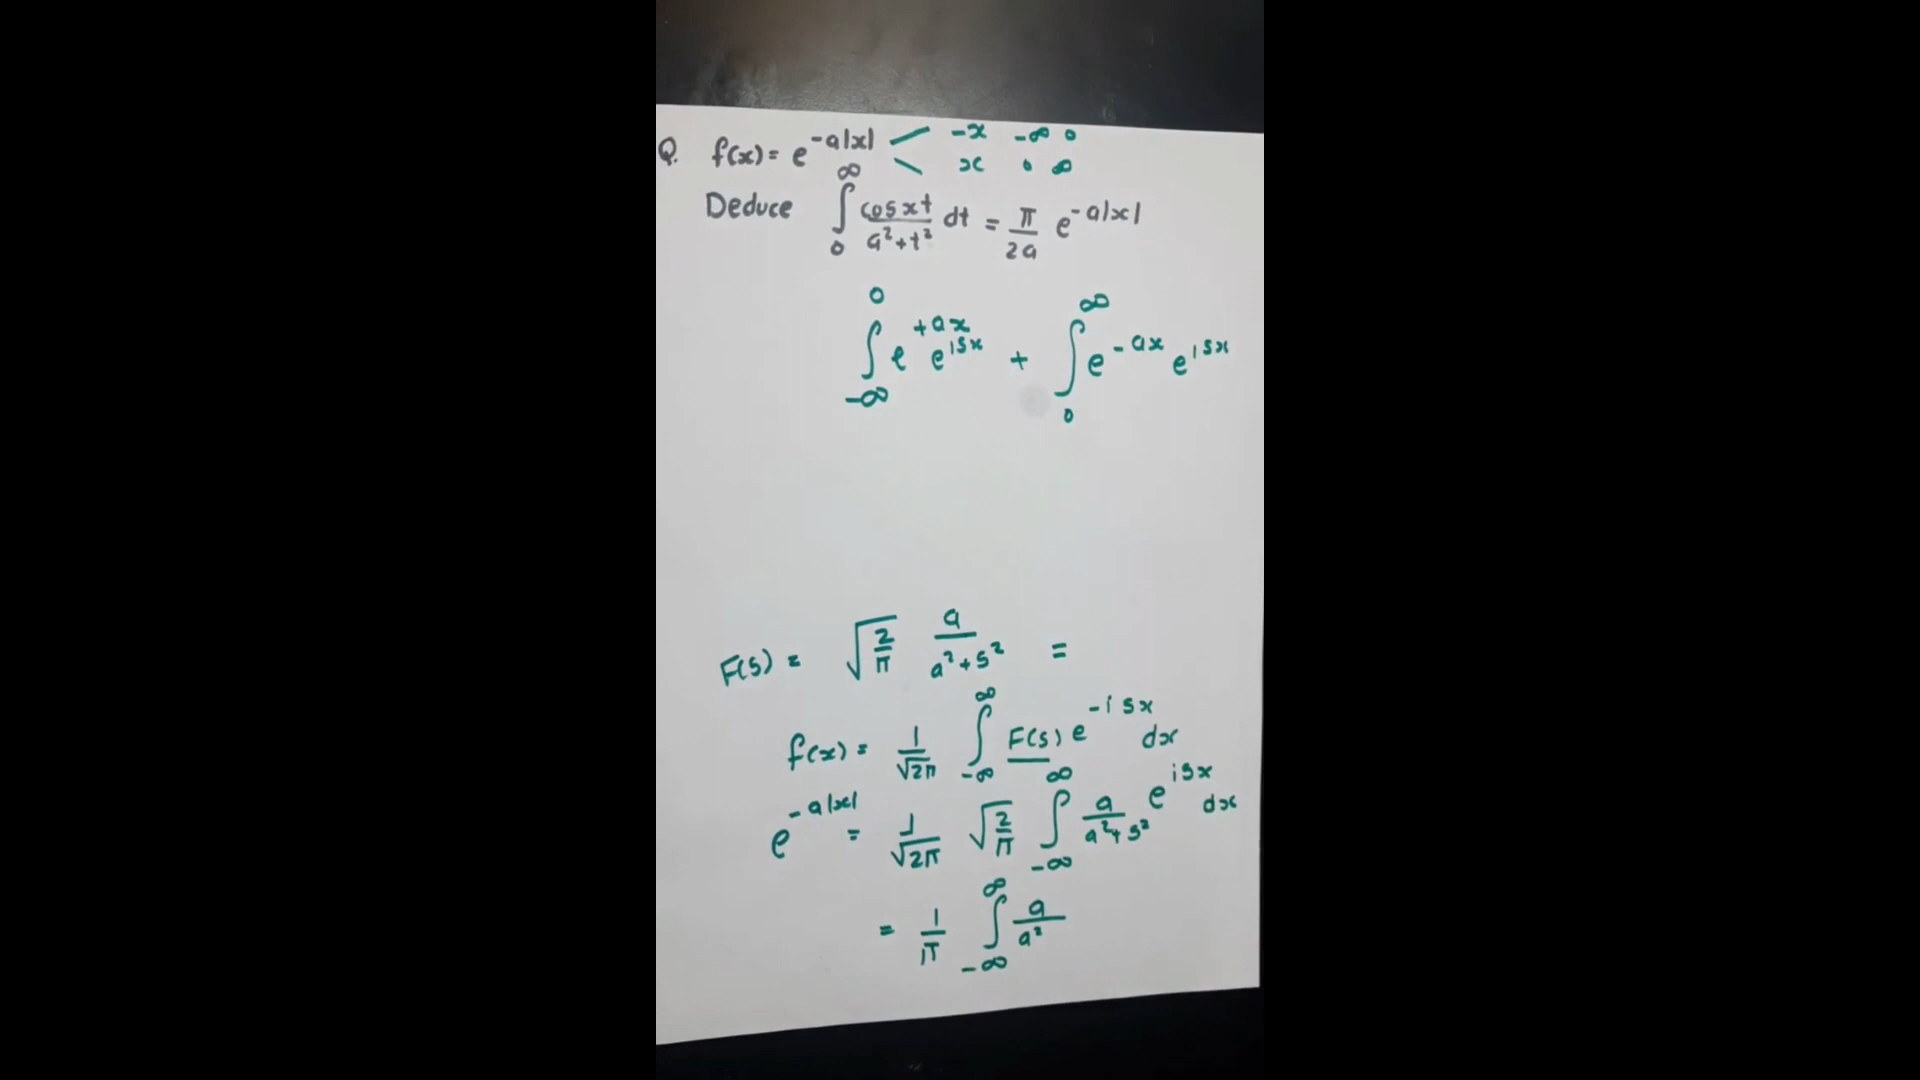 Q. f(x) = e^{-a|x|} < -x -∞ 0
x 0 ∞
Deduce ∫_0^∞ cos xt / a²+t² dt = π/2a e^{-a|x|}
∫_{-∞}^0 e^{+ax} e^{isx} + ∫_0^∞ e^{-ax} e^{isx}
F(s) = √(2/π) a/(a²+s²) =
f(x) = 1/√2π ∫_{-∞}^∞ F(s) e^{-isx} dx
e^{-a|x|} = 1/√2π √(2/π) ∫_{-∞}^∞ a/(a²+s²) e^{isx} dx
= 1/π ∫_{-∞}^∞ a/a²